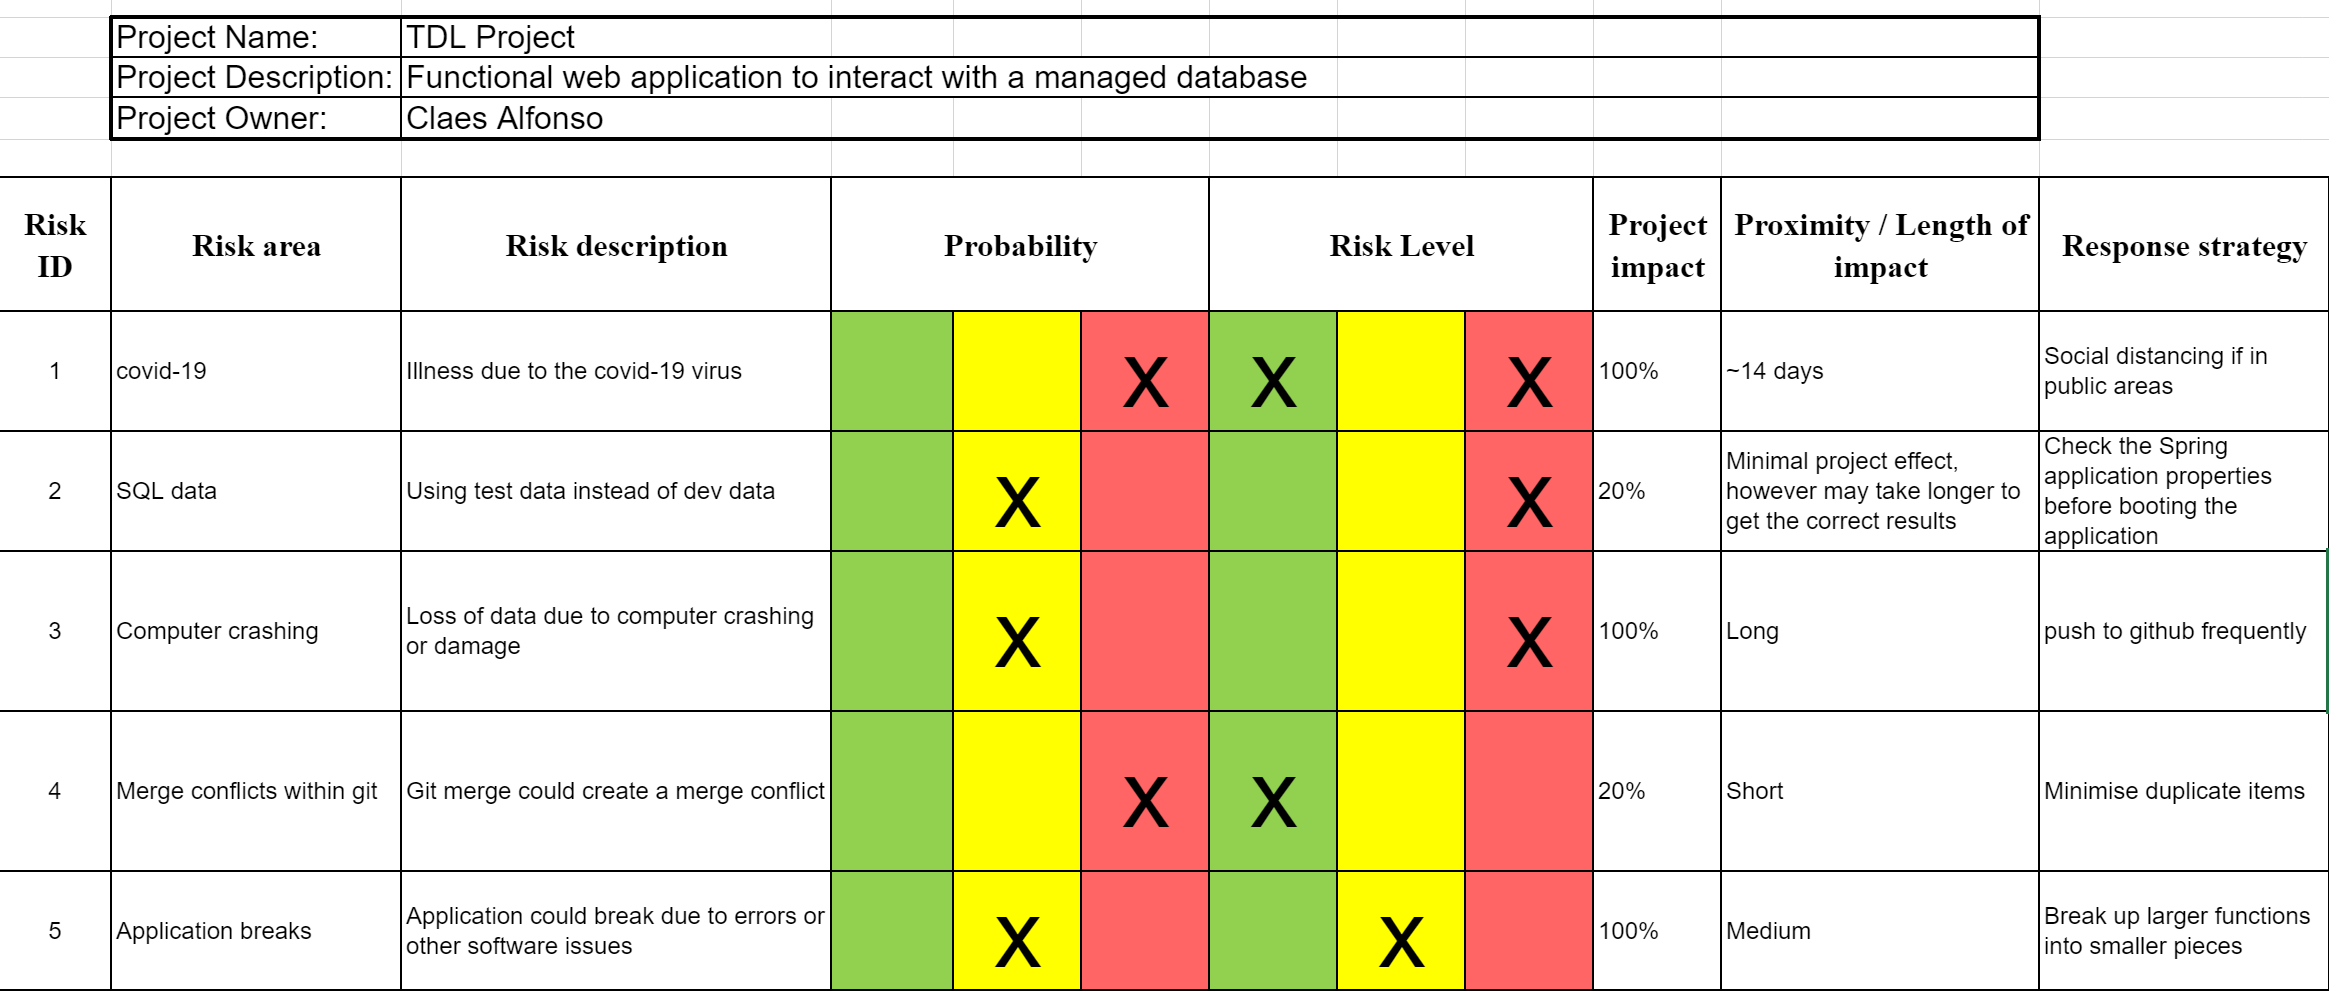 Project Name: TDL Project
Project Description: Functional web application to interact with a managed database
Project Owner: Claes Alfonso
Risk ID
Risk area
Risk description
Probability
Risk Level
Project impact
Proximity / Length of impact
Response strategy
1
covid-19
Illness due to the covid-19 virus
X
X
X
100%
~14 days
Social distancing if in
public areas
2
SQL data
Using test data instead of dev data
X
X
20%
Minimal project effect,
however may take longer to
get the correct results
Check the Spring
application properties
before booting the
application
3
Computer crashing
Loss of data due to computer crashing
or damage
X
X
100%
Long
push to github frequently
4
Merge conflicts within git
Git merge could create a merge conflict
X
X
20%
Short
Minimise duplicate items
5
Application breaks
Application could break due to errors or
other software issues
X
X
100%
Medium
Break up larger functions
into smaller pieces